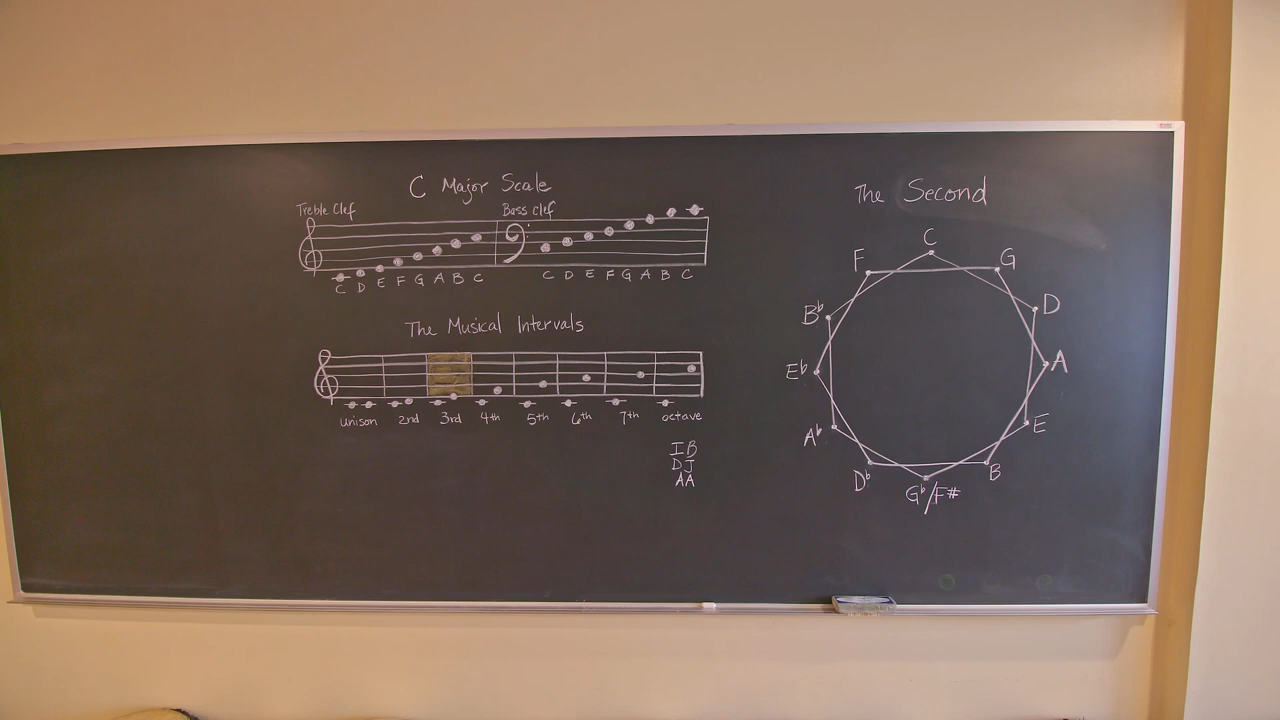 C Major Scale
Treble Clef
Bass Clef
C D E F G A B C
C D E F G A B C
The Musical Intervals
unison 2nd 3rd 4th 5th 6th 7th octave
IB
DJ
AA
The Second
C
F
G
B♭
D
E♭
A
A♭
E
D♭
B
G♭/F#